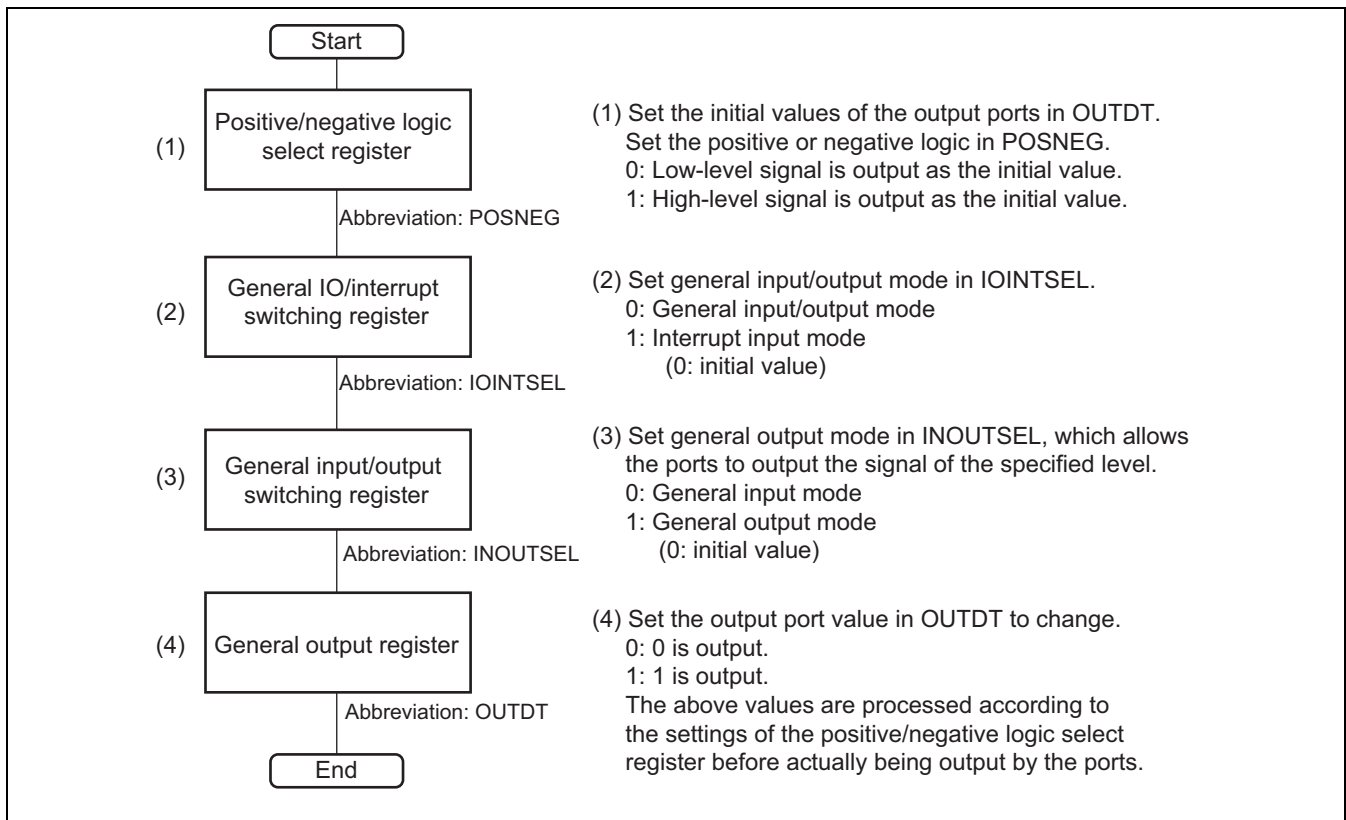 Start
(1)
Positive/negative logic
select register
Abbreviation: POSNEG
(1) Set the initial values of the output ports in OUTDT.
Set the positive or negative logic in POSNEG.
0: Low-level signal is output as the initial value.
1: High-level signal is output as the initial value.
(2)
General IO/interrupt
switching register
Abbreviation: IOINTSEL
(2) Set general input/output mode in IOINTSEL.
0: General input/output mode
1: Interrupt input mode
(0: initial value)
(3)
General input/output
switching register
Abbreviation: INOUTSEL
(3) Set general output mode in INOUTSEL, which allows
the ports to output the signal of the specified level.
0: General input mode
1: General output mode
(0: initial value)
(4)
General output register
Abbreviation: OUTDT
(4) Set the output port value in OUTDT to change.
0: 0 is output.
1: 1 is output.
The above values are processed according to
the settings of the positive/negative logic select
register before actually being output by the ports.
End